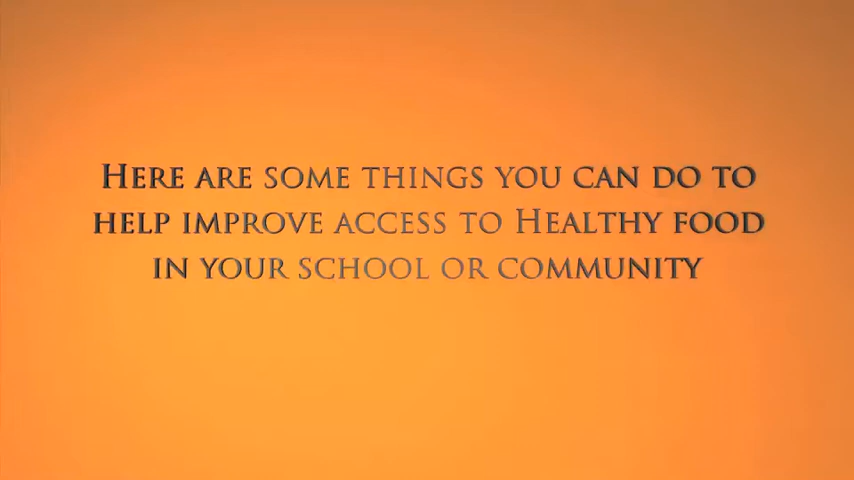 Here are some things you can do to
help improve access to Healthy food
in your school or community